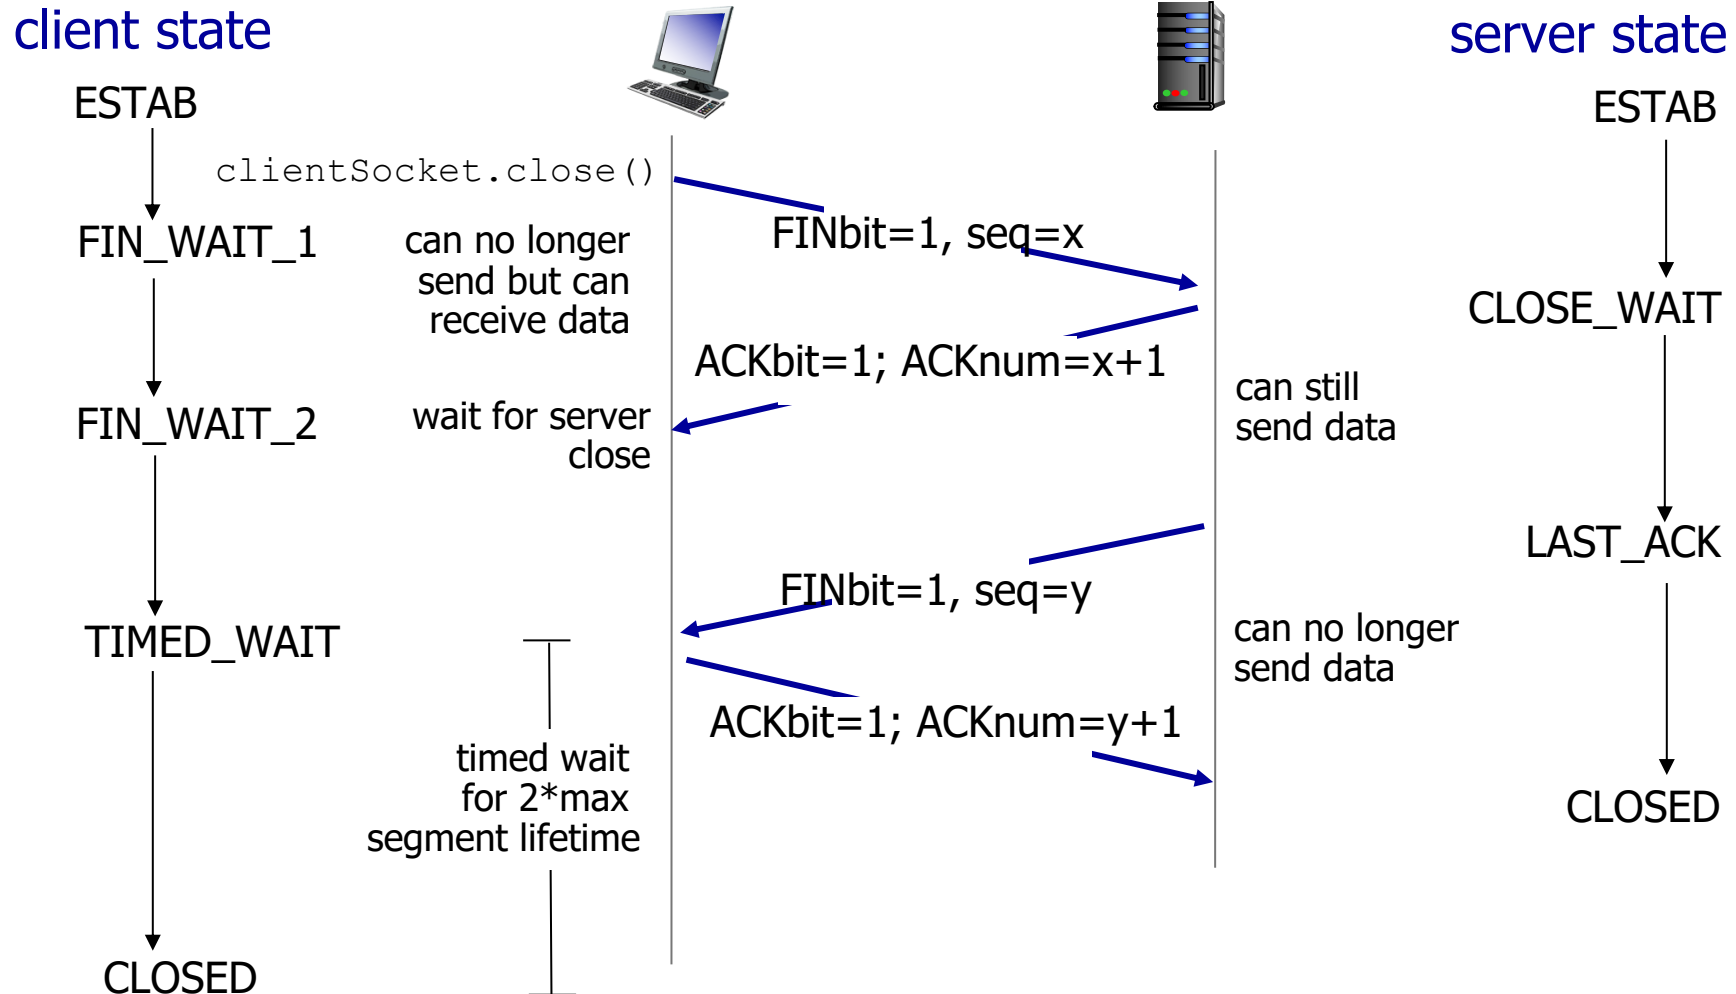 client state
server state
ESTAB
ESTAB
clientSocket.close()
FINbit=1, seq=x
FIN_WAIT_1
can no longer
send but can
receive data
CLOSE_WAIT
ACKbit=1; ACKnum=x+1
can still
send data
FIN_WAIT_2
wait for server
close
LAST_ACK
FINbit=1, seq=y
TIMED_WAIT
can no longer
send data
ACKbit=1; ACKnum=y+1
timed wait
for 2*max
segment lifetime
CLOSED
CLOSED